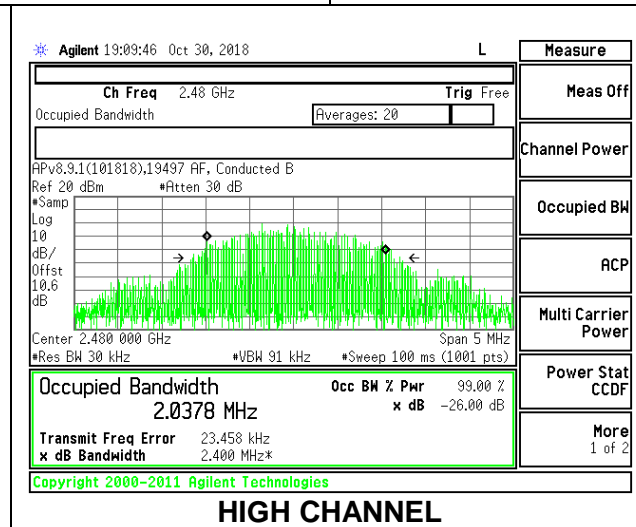 Agilent 19:09:46 Oct 30, 2018 L Measure
Ch Freq 2.48 GHz Trig Free
Meas Off
Occupied Bandwidth Averages: 20
Channel Power
APv8.9.1(101818),19497 AF, Conducted B
Ref 20 dBm #Atten 30 dB
#Samp
Log
10
dB/
Offst
10.6
dB
Occupied BW
ACP
Multi Carrier
Power
Center 2.480 000 GHz Span 5 MHz
#Res BW 30 kHz #VBW 91 kHz #Sweep 100 ms (1001 pts)
Power Stat
CCDF
Occupied Bandwidth Occ BW % Pwr 99.00 %
2.0378 MHz x dB -26.00 dB
Transmit Freq Error 23.458 kHz
x dB Bandwidth 2.400 MHz*
More
1 of 2
Copyright 2000-2011 Agilent Technologies
HIGH CHANNEL